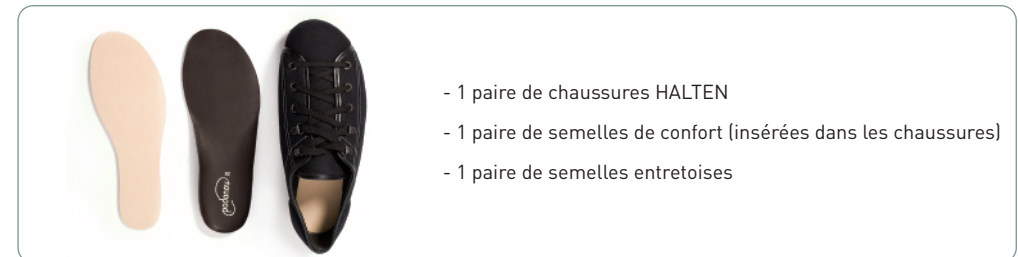 - 1 paire de chaussures HALTEN
- 1 paire de semelles de confort (insérées dans les chaussures)
- 1 paire de semelles entretoises